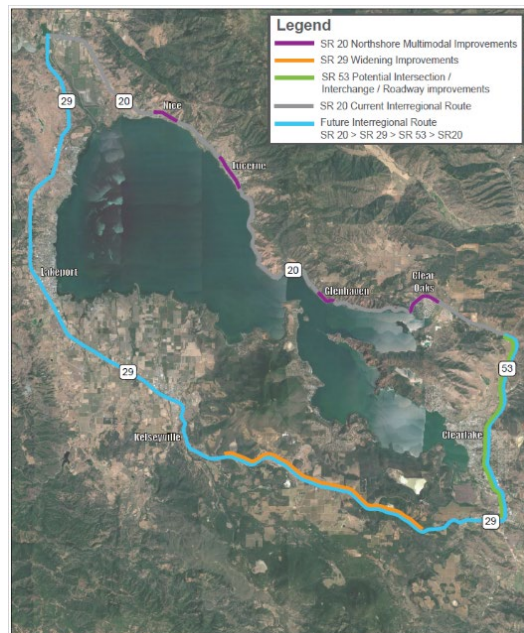 Legend
SR 20 Northshore Multimodal Improvements
SR 29 Widening Improvements
SR 53 Potential Intersection /
Interchange / Roadway improvements
SR 20 Current Interregional Route
Future Interregional Route
SR 20 > SR 29 > SR 53 > SR20
29
20
Nice
Lucerne
20
Lakeport
Glenhaven
Clear
Oaks
29
53
Kelseyville
Clearlake
29